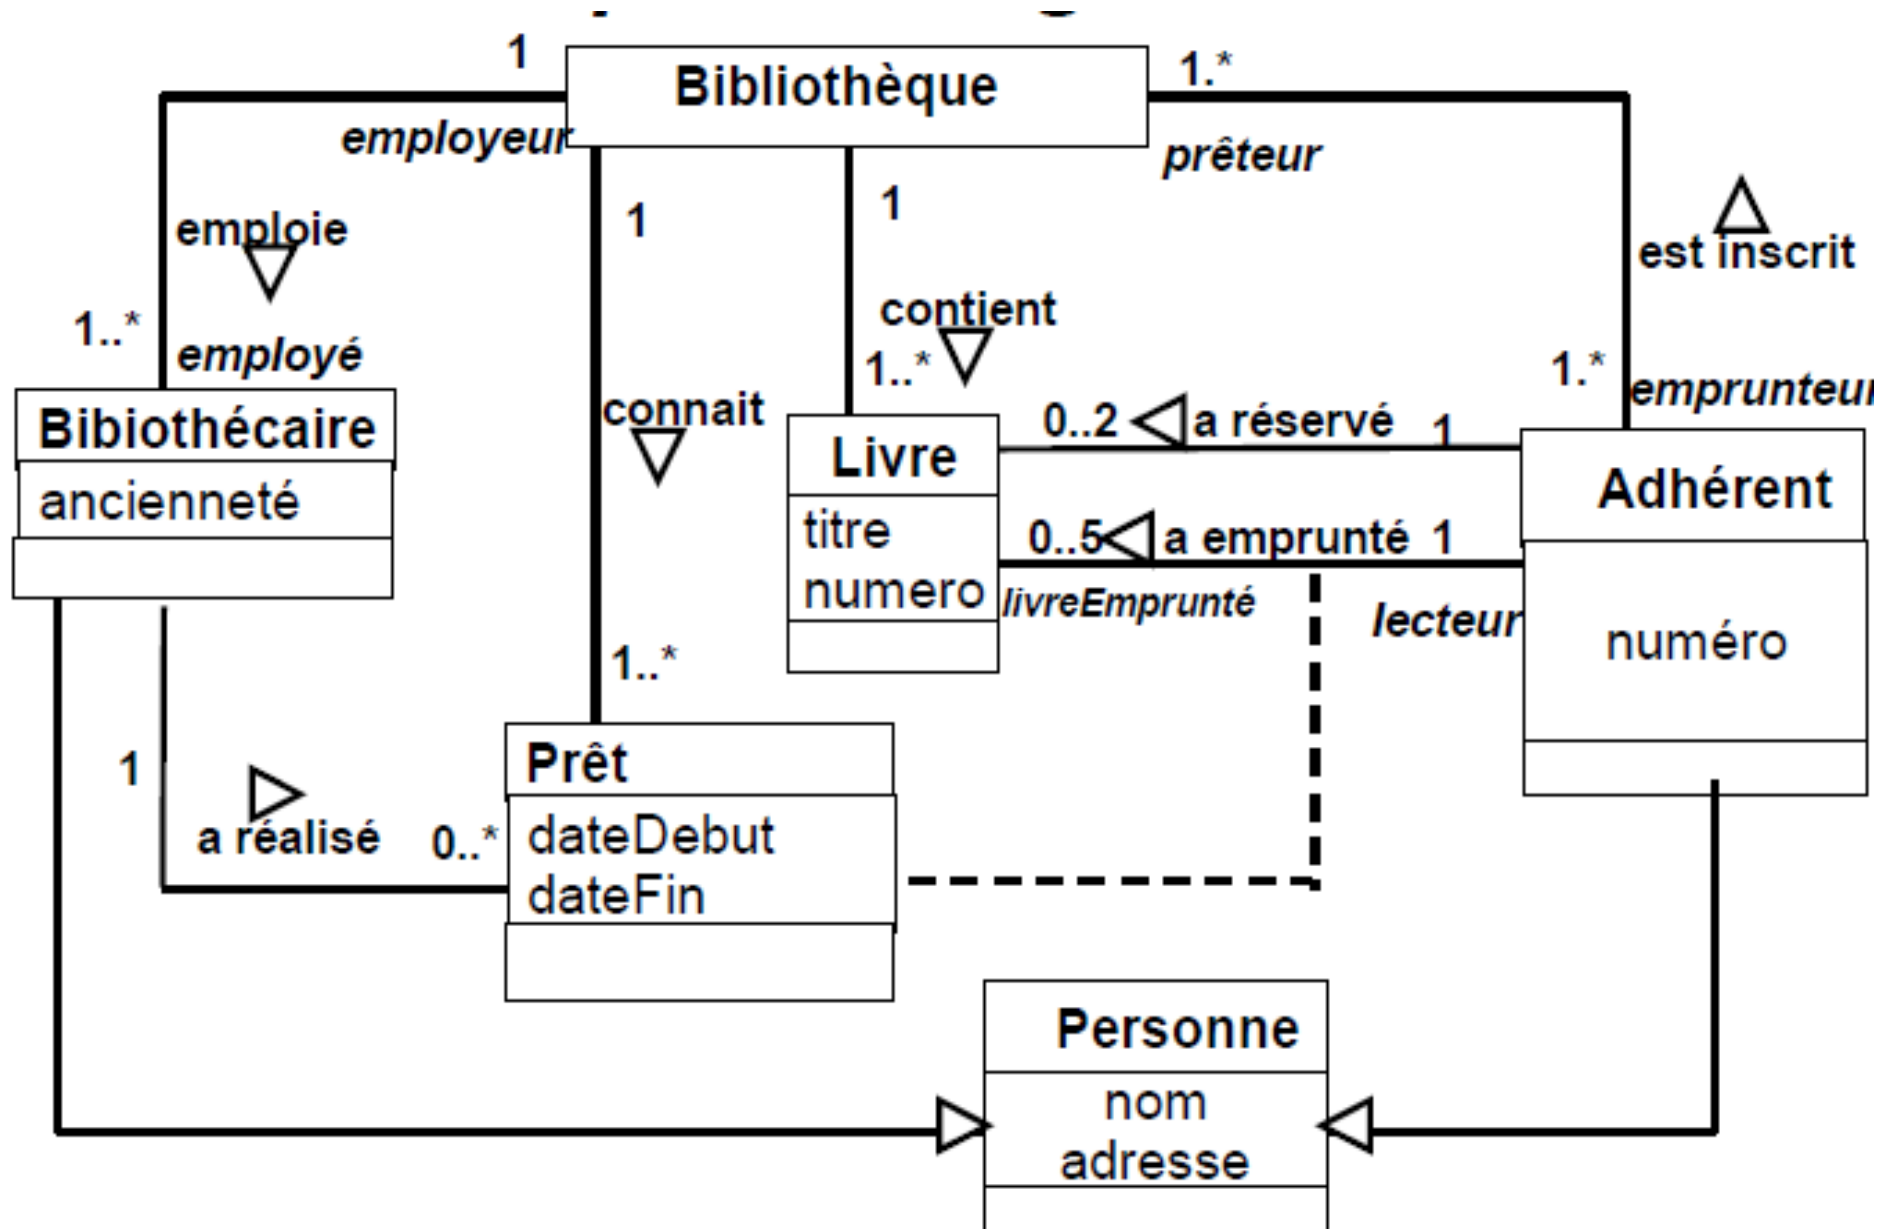 1
Bibliothèque
1.*
employeur
prêteur
1
1
emploie
est inscrit
contient
1..*
employé
1..*
connait
1.*
emprunteur
Bibiothécaire
ancienneté
Livre
titre
numero
0..2
a réservé
1
0..5
a emprunté
1
livreEmprunté
lecteur
Adhérent
numéro
1..*
1
a réalisé
0..*
Prêt
dateDebut
dateFin
Personne
nom
adresse